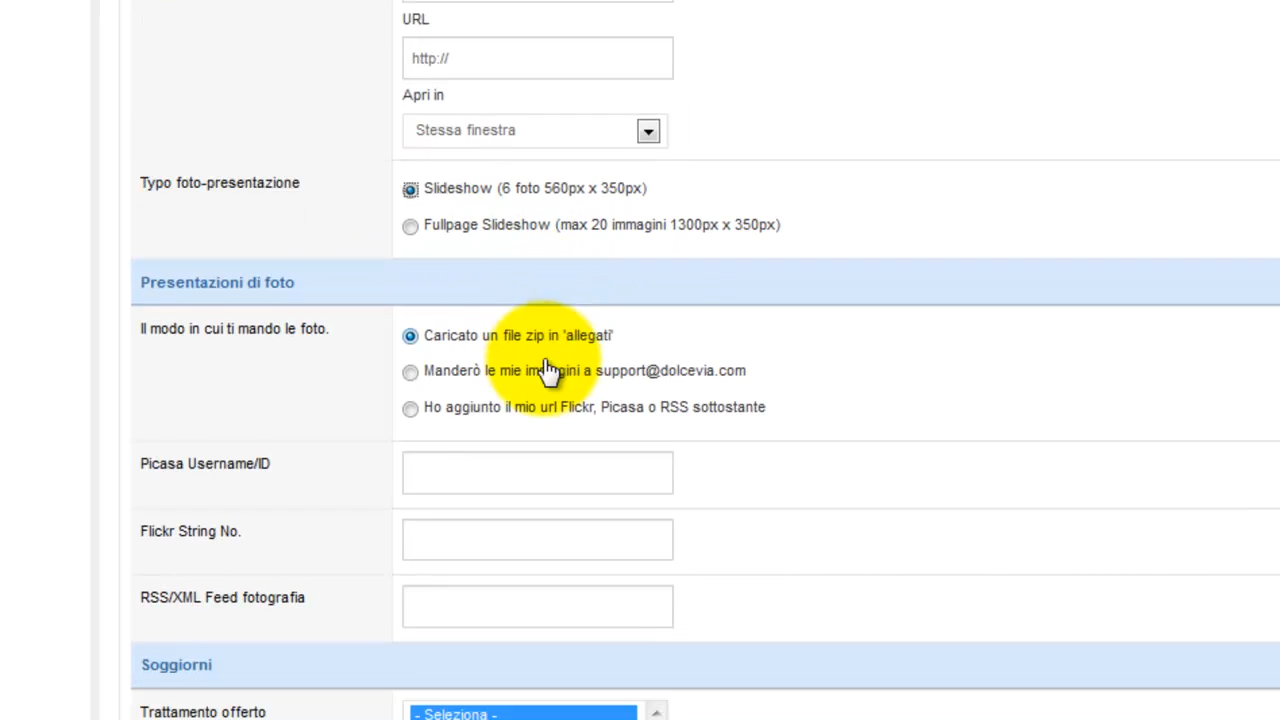 URL
http://
Apri in
Stessa finestra
Typo foto-presentazione
Slideshow (6 foto 560px x 350px)
Fullpage Slideshow (max 20 immagini 1300px x 350px)
Presentazioni di foto
Il modo in cui ti mando le foto.
Caricato un file zip in 'allegati'
Manderò le mie immagini a support@dolcevia.com
Ho aggiunto il mio url Flickr, Picasa o RSS sottostante
Picasa Username/ID
Flickr String No.
RSS/XML Feed fotografia
Soggiorni
Trattamento offerto
- Seleziona -